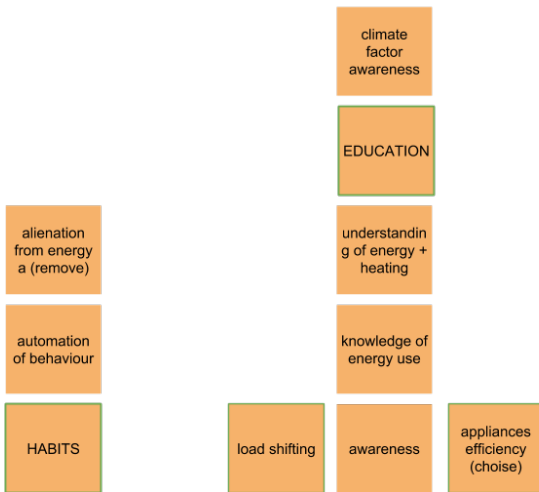 climate
factor
awareness
EDUCATION
alienation
from energy
a (remove)
understandin
g of energy +
heating
automation
of behaviour
knowledge of
energy use
HABITS
load shifting
awareness
appliances
efficiency
(choise)